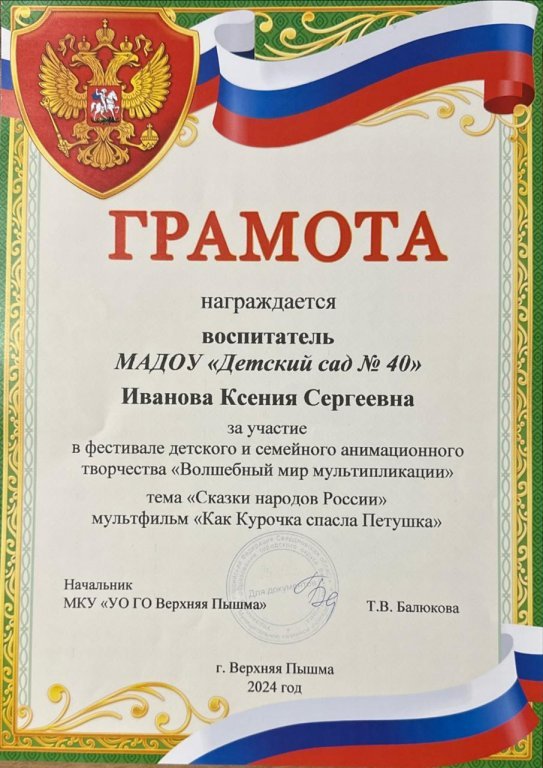 ГРАМОТА
награждается
воспитатель
МАДОУ «Детский сад № 40»
Иванова Ксения Сергеевна
за участие
в фестивале детского и семейного анимационного
творчества «Волшебный мир мультипликации»
тема «Сказки народов России»
мультфильм «Как Курочка спасла Петушка»
Для документов
Начальник
МКУ «УО ГО Верхняя Пышма»
Т.В. Балюкова
г. Верхняя Пышма
2024 год